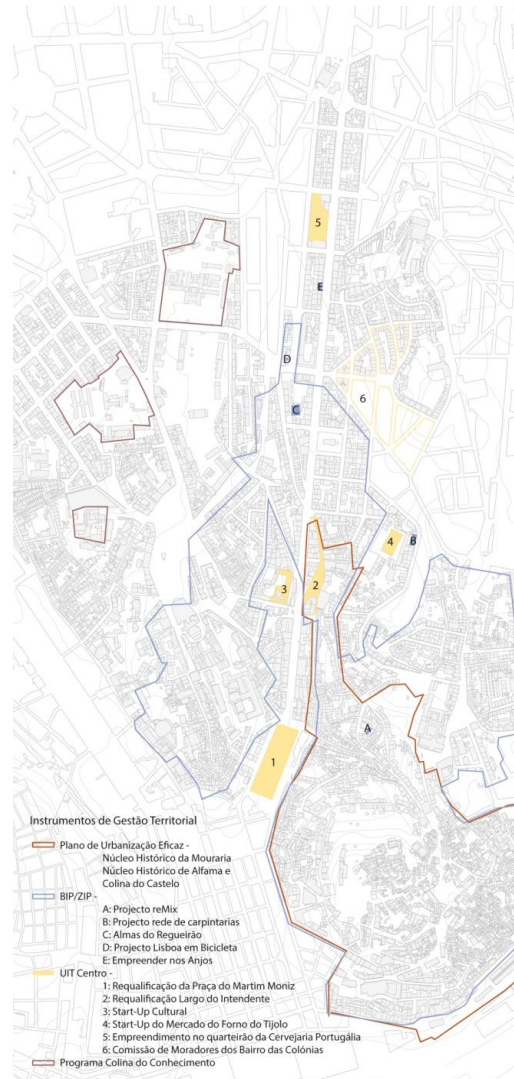 5
E
D
C
6
4
B
3
2
A
1
Instrumentos de Gestão Territorial
Plano de Urbanização Eficaz -
Núcleo Histórico da Mouraria
Núcleo Histórico de Alfama e
Colina do Castelo
BIP/ZIP -
A: Projecto reMix
B: Projecto rede de carpintarias
C: Almas do Regueirão
D: Projecto Lisboa em Bicicleta
E: Empreender nos Anjos
UIT Centro -
1: Requalificação da Praça do Martim Moniz
2: Requalificação Largo do Intendente
3: Start-Up Cultural
4: Start-Up do Mercado do Forno do Tijolo
5: Empreendimento no quarteirão da Cervejaria Portugália
6: Comissão de Moradores dos Bairro das Colónias
Programa Colina do Conhecimento